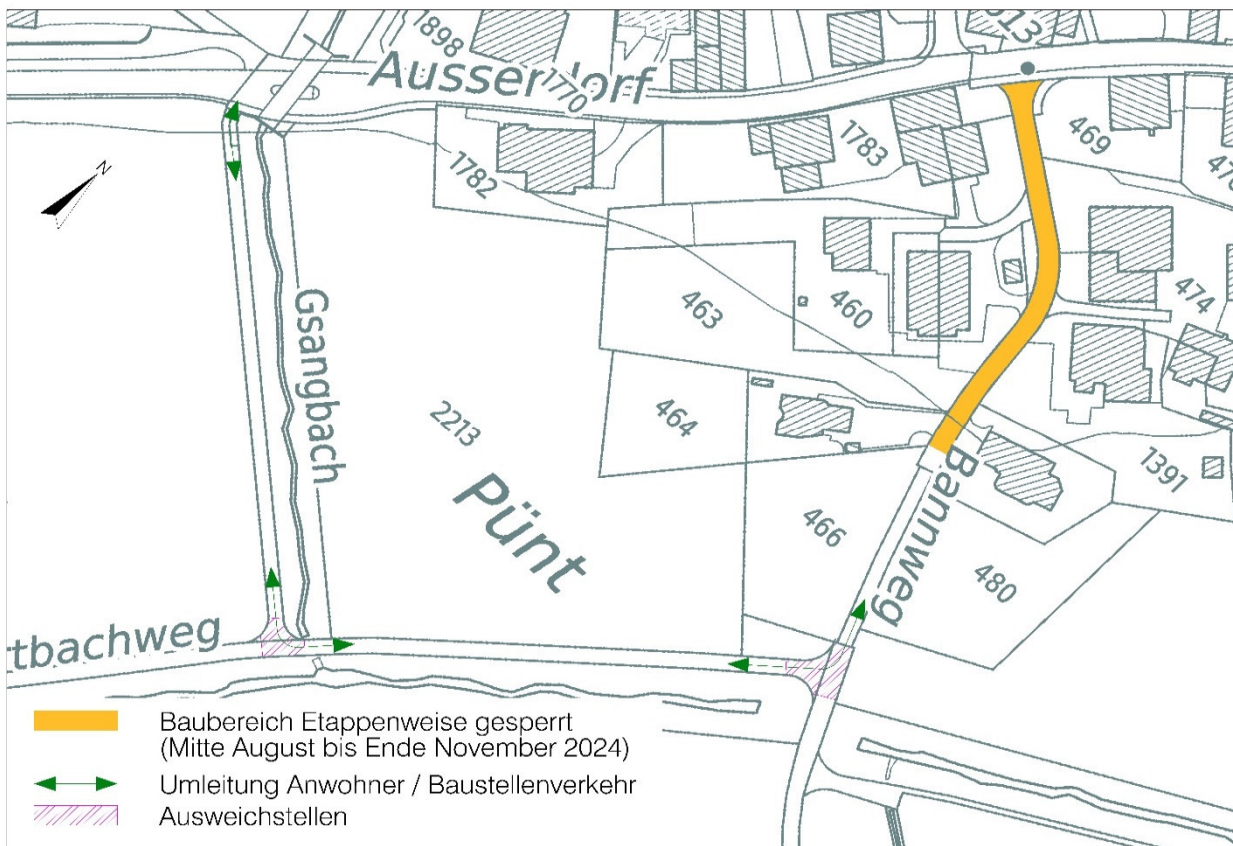 1898
Ausserdorf
1770
N
469
1782
1783
474
463
460
Gsangbach
2213
464
Pünt
1391
466
Bannweg
480
rtbachweg
Baubereich Etappenweise gesperrt
(Mitte August bis Ende November 2024)
Umleitung Anwohner / Baustellenverkehr
Ausweichstellen